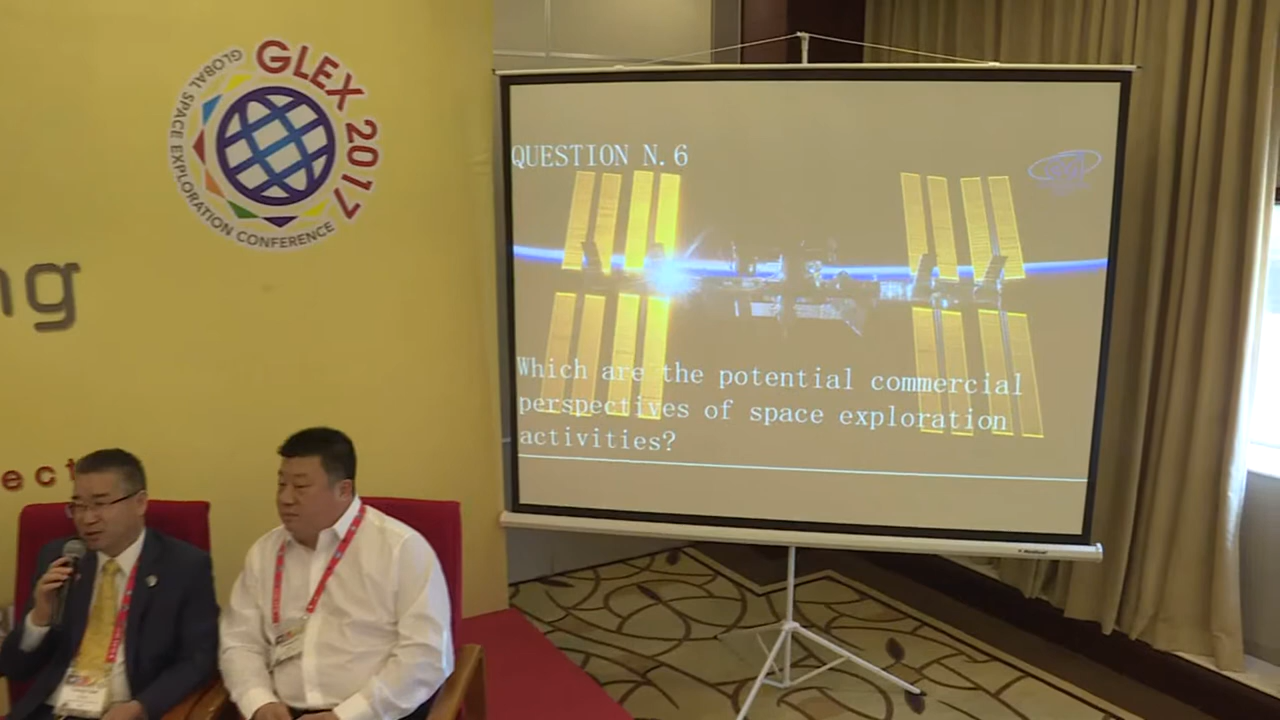 GLEX 2017
GLOBAL SPACE EXPLORATION CONFERENCE
ng
ect
QUESTION N.6
Which are the potential commercial
perspectives of space exploration
activities?